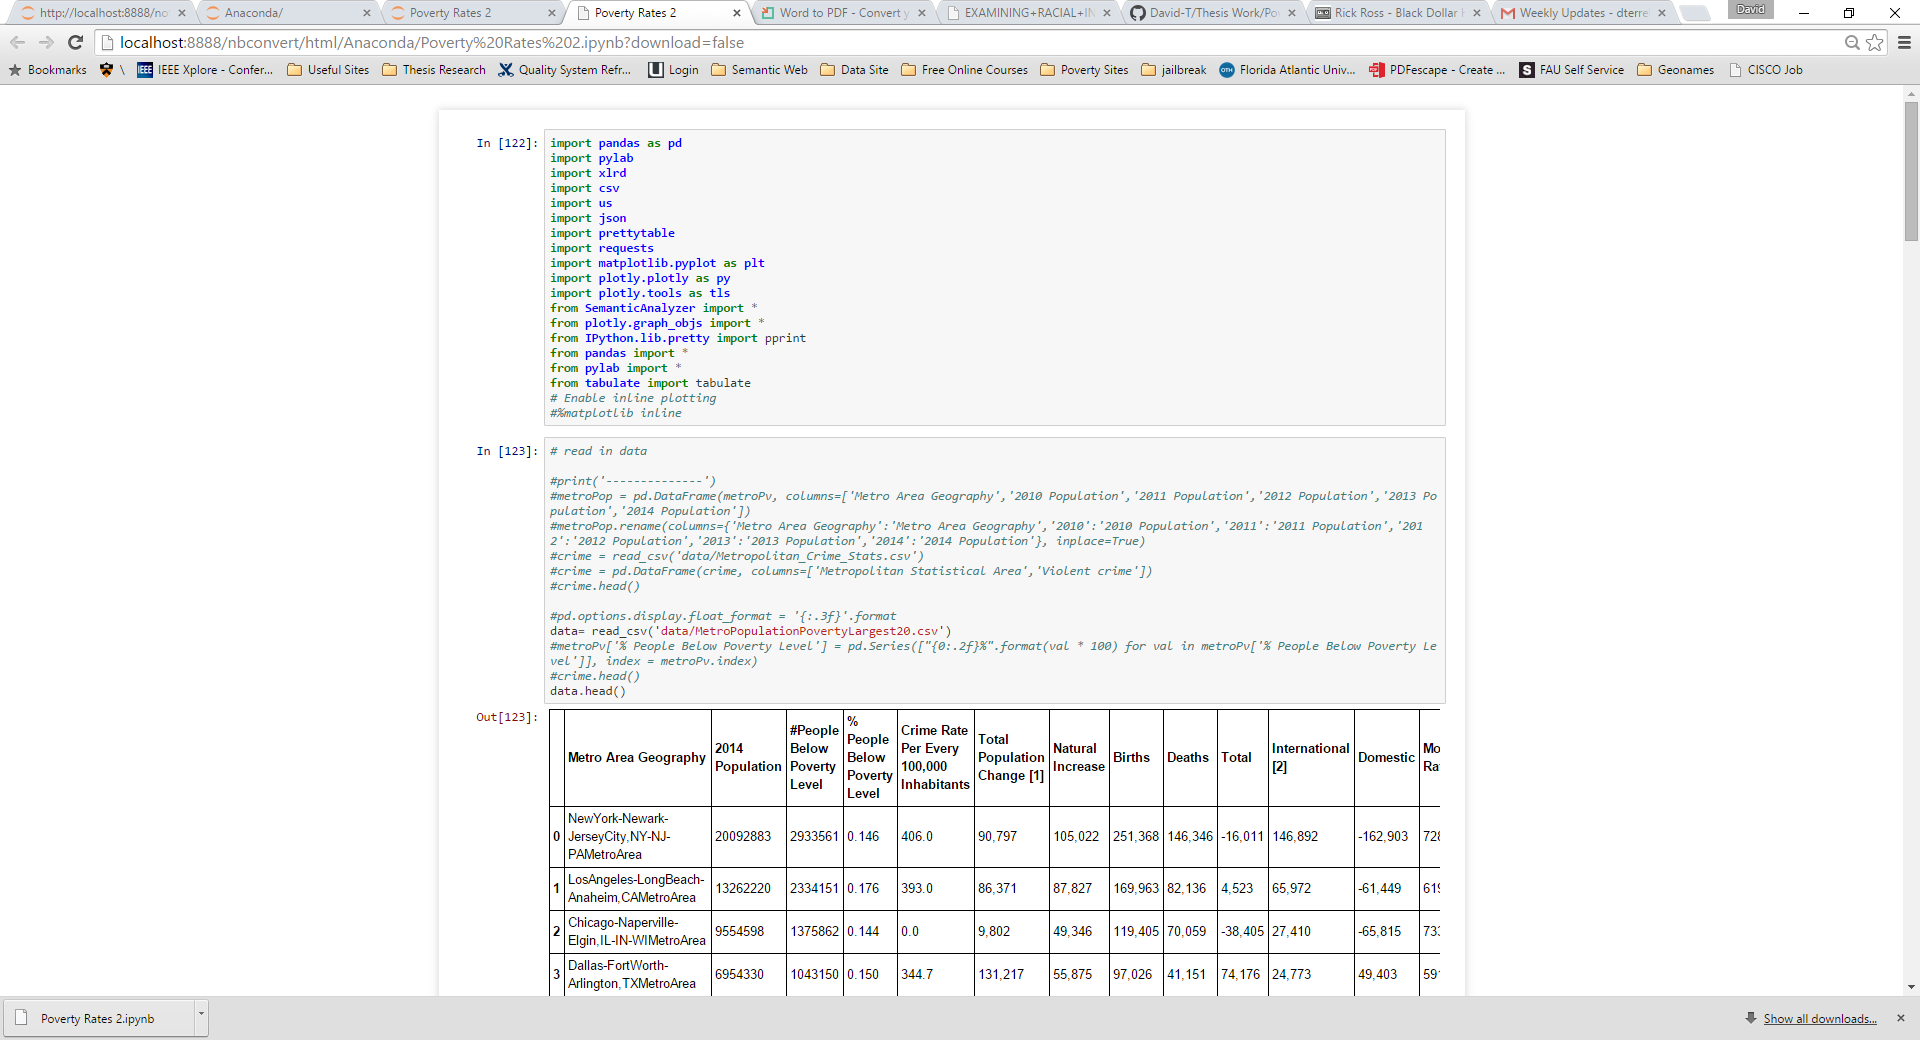 http://localhost:8888/no
Anaconda/
Poverty Rates 2
Poverty Rates 2
Word to PDF - Convert y
EXAMINING+RACIAL+IN
David-T/Thesis Work/Po
Rick Ross - Black Dollar
Weekly Updates - dterre
David
localhost:8888/nbconvert/html/Anaconda/Poverty%20Rates%202.ipynb?download=false
Bookmarks
\
IEEE Xplore - Confer...
Useful Sites
Thesis Research
Quality System Refr...
Login
Semantic Web
Data Site
Free Online Courses
Poverty Sites
jailbreak
Florida Atlantic Univ...
PDFescape - Create ...
FAU Self Service
Geonames
CISCO Job
In [122]:
import pandas as pd
import pylab
import xlrd
import csv
import us
import json
import prettytable
import requests
import matplotlib.pyplot as plt
import plotly.plotly as py
import plotly.tools as tls
from SemanticAnalyzer import *
from plotly.graph_objs import *
from IPython.lib.pretty import pprint
from pandas import *
from pylab import *
from tabulate import tabulate
# Enable inline plotting
#%matplotlib inline
In [123]:
# read in data
#print('--------------')
#metroPop = pd.DataFrame(metroPv, columns=['Metro Area Geography','2010 Population','2011 Population','2012 Population','2013 Po
pulation','2014 Population'])
#metroPop.rename(columns={'Metro Area Geography':'Metro Area Geography','2010':'2010 Population','2011':'2011 Population','201
2':'2012 Population','2013':'2013 Population','2014':'2014 Population'}, inplace=True)
#crime = read_csv('data/Metropolitan_Crime_Stats.csv')
#crime = pd.DataFrame(crime, columns=['Metropolitan Statistical Area','Violent crime'])
#crime.head()
#pd.options.display.float_format = '{:.3f}'.format
data= read_csv('data/MetroPopulationPovertyLargest20.csv')
#metroPv['% People Below Poverty Level'] = pd.Series(["{0:.2f}%".format(val * 100) for val in metroPv['% People Below Poverty Le
vel']], index = metroPv.index)
#crime.head()
data.head()
Out[123]:
Metro Area Geography
2014
Population
#People
Below
Poverty
Level
%
People
Below
Poverty
Level
Crime Rate
Per Every
100,000
Inhabitants
Total
Population
Change [1]
Natural
Increase
Births
Deaths
Total
International
[2]
Domestic
Mo
Ra
0
NewYork-Newark-
JerseyCity,NY-NJ-
PAMetroArea
20092883
2933561
0.146
406.0
90,797
105,022
251,368
146,346
-16,011
146,892
-162,903
728
1
LosAngeles-LongBeach-
Anaheim,CAMetroArea
13262220
2334151
0.176
393.0
86,371
87,827
169,963
82,136
4,523
65,972
-61,449
619
2
Chicago-Naperville-
Elgin,IL-IN-WIMetroArea
9554598
1375862
0.144
0.0
9,802
49,346
119,405
70,059
-38,405
27,410
-65,815
733
3
Dallas-FortWorth-
Arlington,TXMetroArea
6954330
1043150
0.150
344.7
131,217
55,875
97,026
41,151
74,176
24,773
49,403
591
Poverty Rates 2.ipynb
Show all downloads...